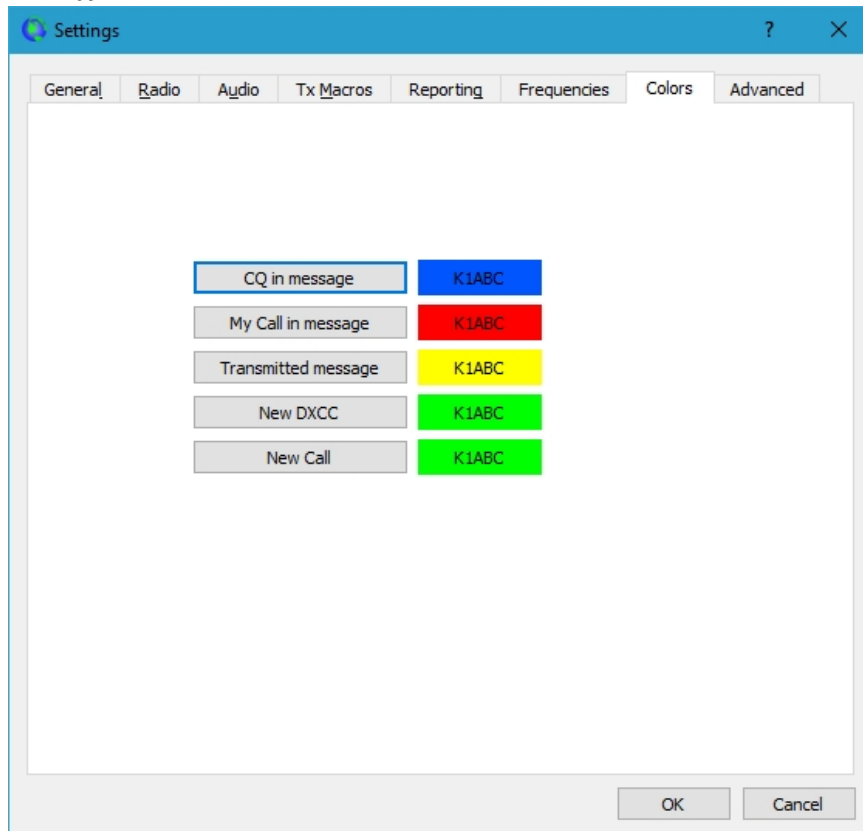 Settings
General Radio Audio Tx Macros Reporting Frequencies Colors Advanced
CQ in message K1ABC
My Call in message K1ABC
Transmitted message K1ABC
New DXCC K1ABC
New Call K1ABC
OK Cancel